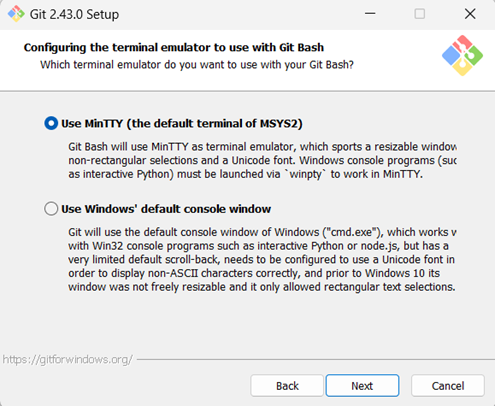 Git 2.43.0 Setup
Configuring the terminal emulator to use with Git Bash
Which terminal emulator do you want to use with your Git Bash?
Use MinTTY (the default terminal of MSYS2)
Git Bash will use MinTTY as terminal emulator, which sports a resizable window
non-rectangular selections and a Unicode font. Windows console programs (suc
as interactive Python) must be launched via `winpty` to work in MinTTY.
Use Windows' default console window
Git will use the default console window of Windows ("cmd.exe"), which works w
with Win32 console programs such as interactive Python or node.js, but has a
very limited default scroll-back, needs to be configured to use a Unicode font in
order to display non-ASCII characters correctly, and prior to Windows 10 its
window was not freely resizable and it only allowed rectangular text selections.
https://gitforwindows.org/
Back Next Cancel